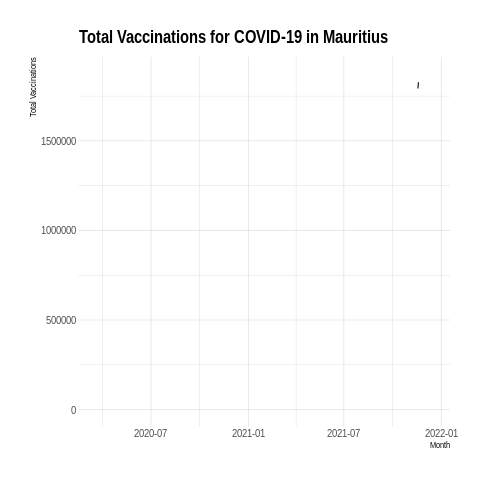 Total Vaccinations for COVID-19 in Mauritius
Total Vaccinations
1500000
1000000
500000
0
2020-07 2021-01 2021-07 2022-01
Month